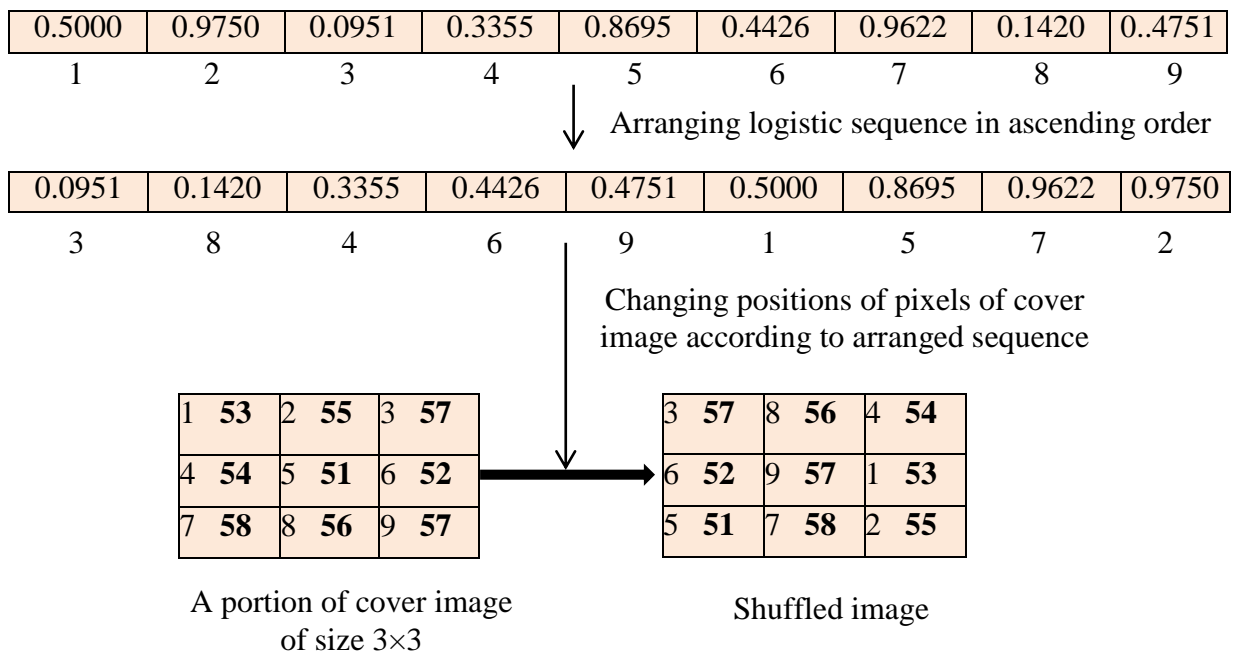 0.5000 0.9750 0.0951 0.3355 0.8695 0.4426 0.9622 0.1420 0..4751
1 2 3 4 5 6 7 8 9
Arranging logistic sequence in ascending order
0.0951 0.1420 0.3355 0.4426 0.4751 0.5000 0.8695 0.9622 0.9750
3 8 4 6 9 1 5 7 2
Changing positions of pixels of cover
image according to arranged sequence
1 53 2 55 3 57
4 54 5 51 6 52
7 58 8 56 9 57
3 57 8 56 4 54
6 52 9 57 1 53
5 51 7 58 2 55
A portion of cover image
of size 3×3
Shuffled image